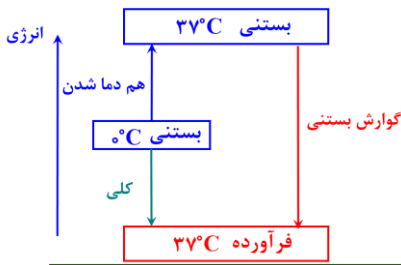 بستنی ۳۷°C
انرژی
هم دما شدن
گوارش بستنی
بستنی ۰°C
کلی
فرآورده ۳۷°C